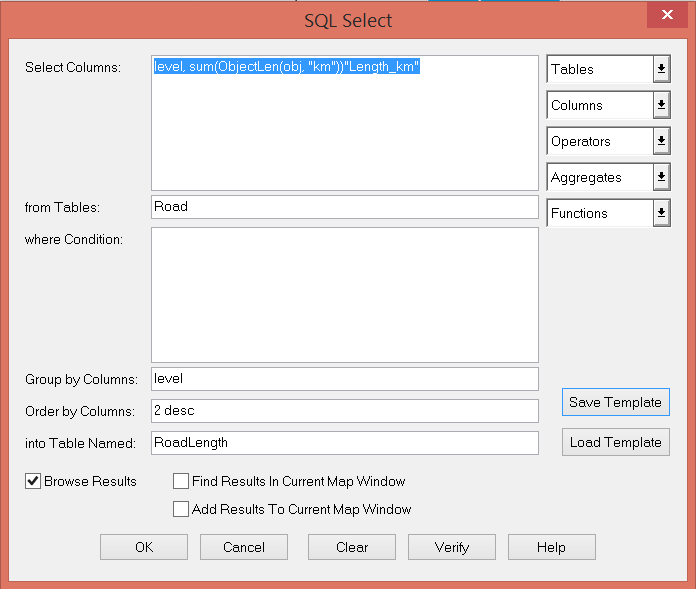 SQL Select
Select Columns:
level, sum(ObjectLen(obj, "km"))"Length_km"
Tables
Columns
Operators
Aggregates
Functions
from Tables:
Road
where Condition:
Group by Columns:
level
Order by Columns:
2 desc
into Table Named:
RoadLength
Save Template
Load Template
Browse Results
Find Results In Current Map Window
Add Results To Current Map Window
OK
Cancel
Clear
Verify
Help